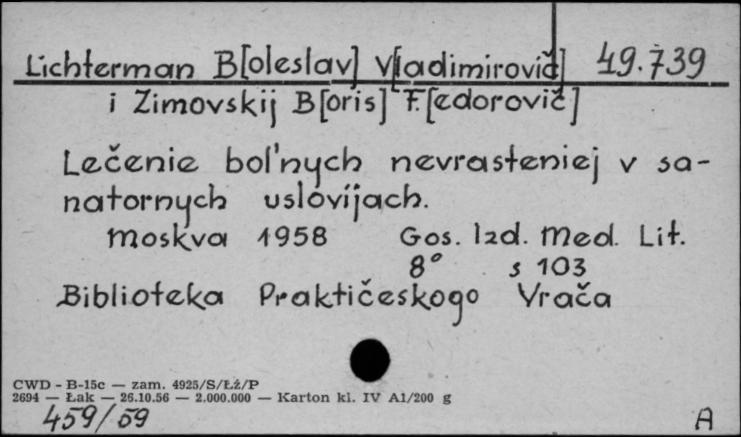 Lichterman B[oleslav] V[ladimirovič] 49.739
i Zimovskij B[oris] F.[edorovič]
Lečenie bol'nych nevrasteniej v sa-
natornych uslovijach.
Moskva 1958 Gos. Izd. Med. Lit.
8° s 103
Biblioteka Praktičeskogo Vrača
CWD - B-15c — zam. 4925/S/Łż/P
2694 — Łak — 26.10.56 — 2.000.000 — Karton kl. IV A1/200 g
459/59 A